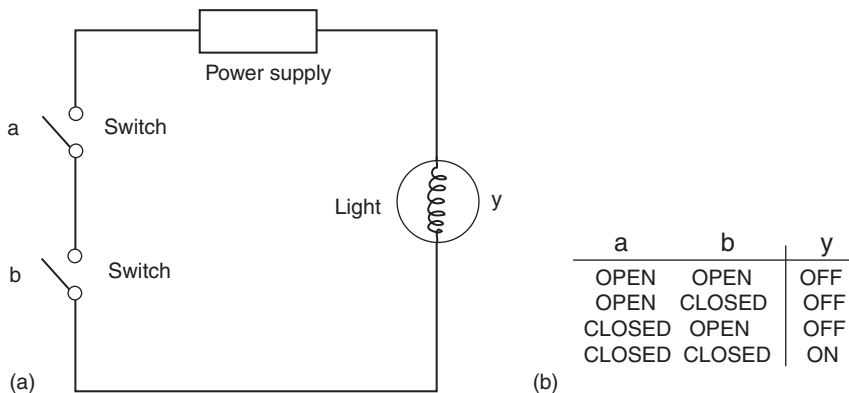 Power supply
a Switch
Light y
b Switch
(a)
a b y
OPEN OPEN OFF
OPEN CLOSED OFF
CLOSED OPEN OFF
CLOSED CLOSED ON
(b)